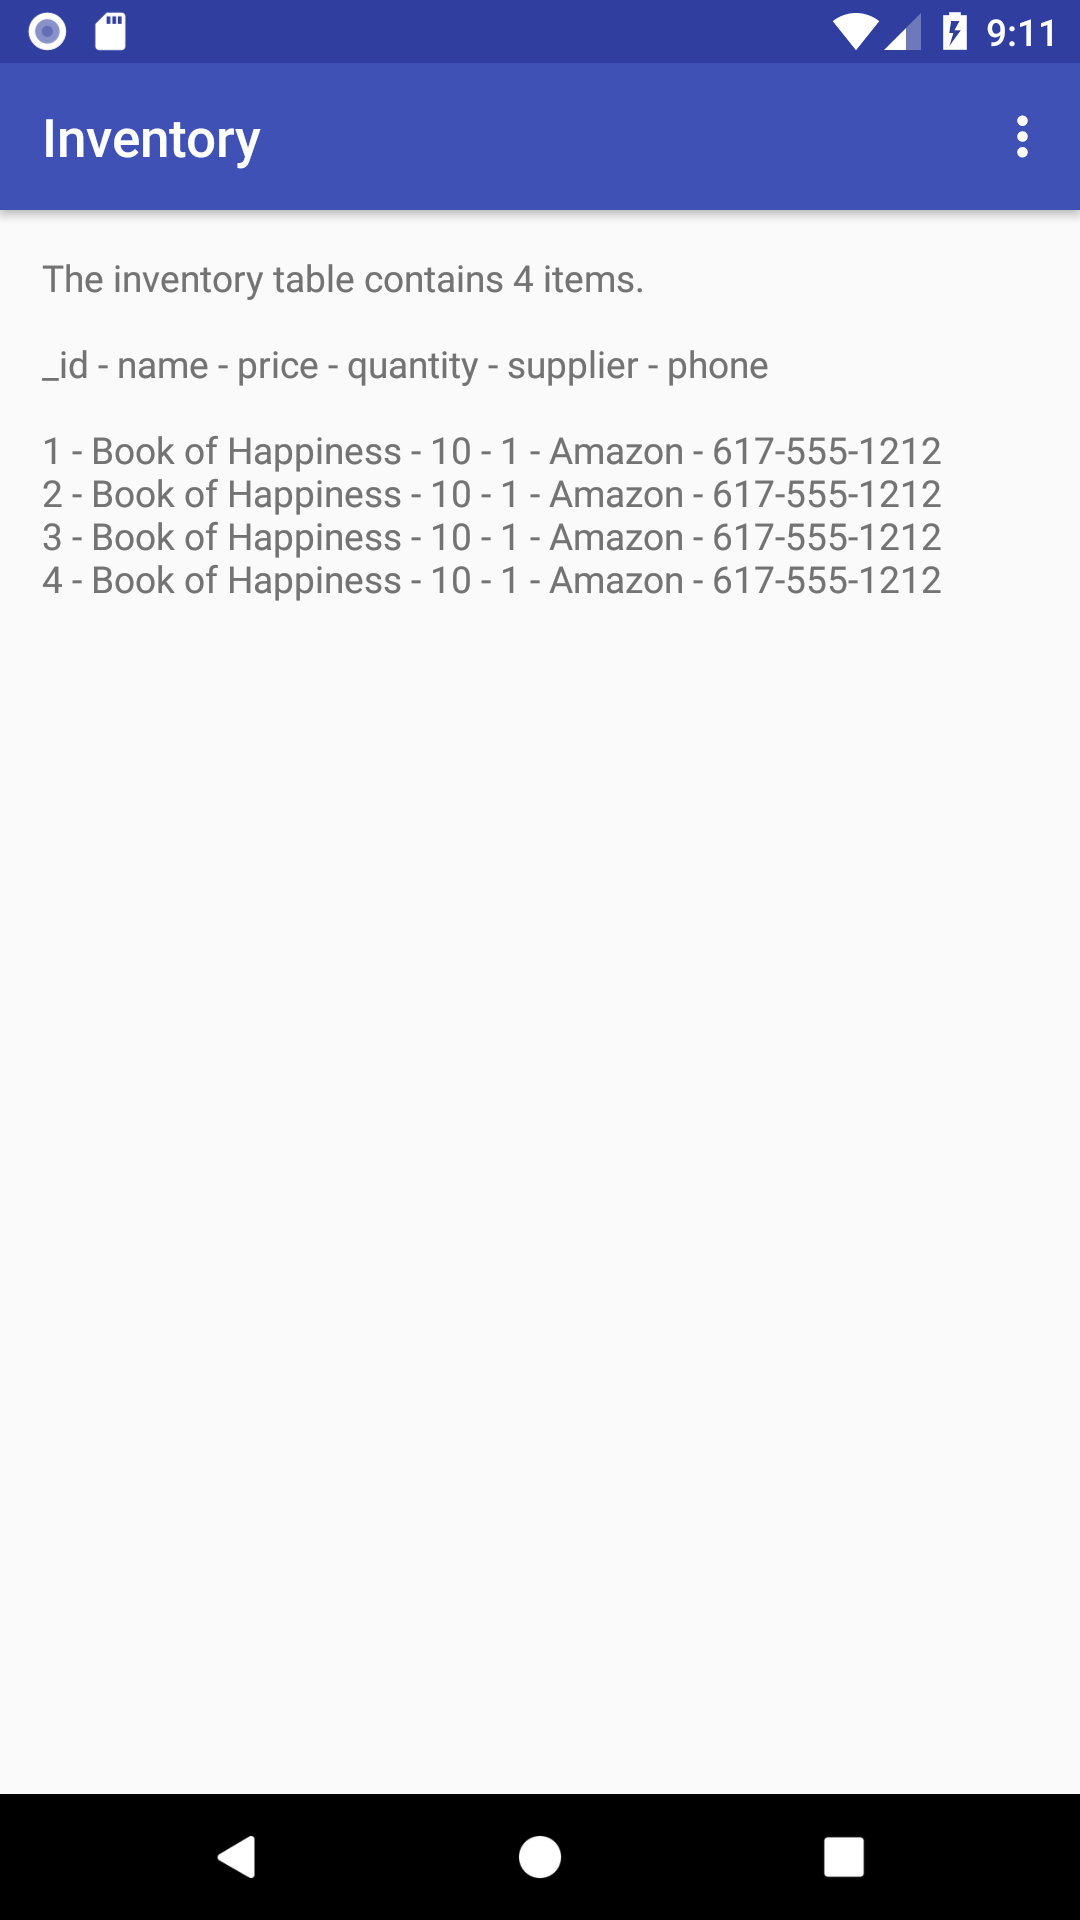 9:11
Inventory
The inventory table contains 4 items.
_id - name - price - quantity - supplier - phone
1 - Book of Happiness - 10 - 1 - Amazon - 617-555-1212
2 - Book of Happiness - 10 - 1 - Amazon - 617-555-1212
3 - Book of Happiness - 10 - 1 - Amazon - 617-555-1212
4 - Book of Happiness - 10 - 1 - Amazon - 617-555-1212